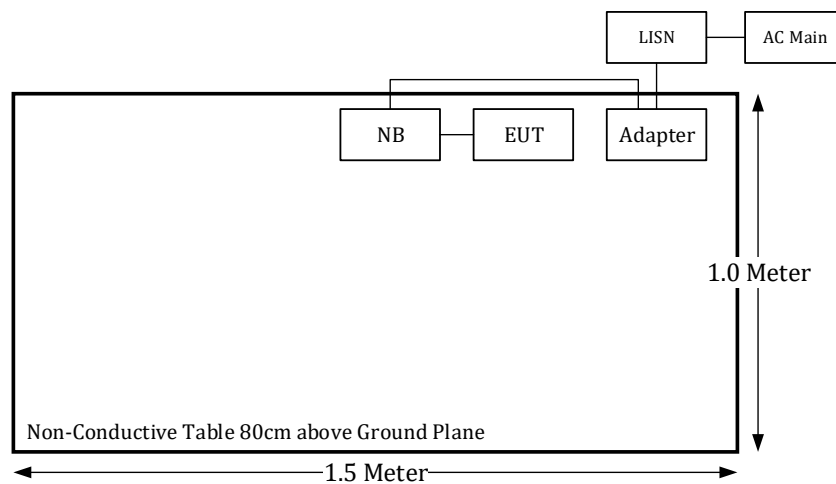 LISN
AC Main
NB
EUT
Adapter
1.0 Meter
Non-Conductive Table 80cm above Ground Plane
1.5 Meter